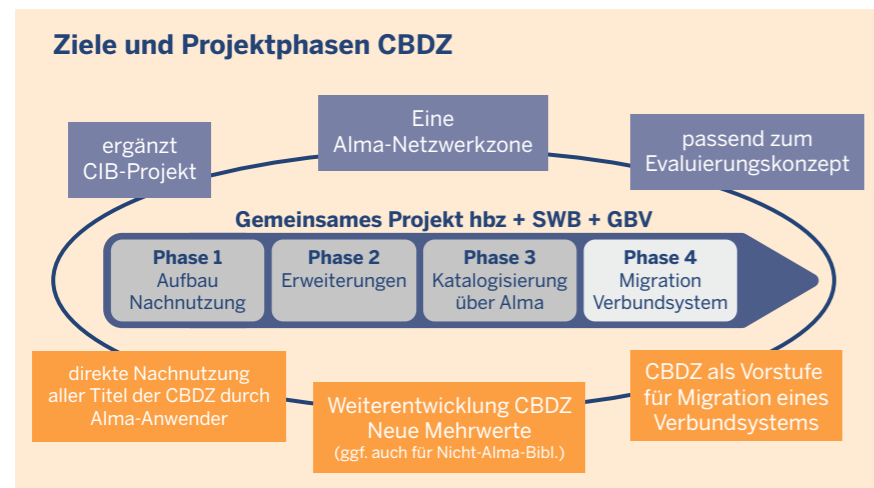 Ziele und Projektphasen CBDZ
ergänzt
CIB-Projekt
Eine
Alma-Netzwerkzone
passend zum
Evaluierungskonzept
Gemeinsames Projekt hbz + SWB + GBV
Phase 1
Aufbau
Nachnutzung
Phase 2
Erweiterungen
Phase 3
Katalogisierung
über Alma
Phase 4
Migration
Verbundsystem
direkte Nachnutzung
aller Titel der CBDZ durch
Alma-Anwender
Weiterentwicklung CBDZ
Neue Mehrwerte
(ggf. auch für Nicht-Alma-Bibl.)
CBDZ als Vorstufe
für Migration eines
Verbundsystems